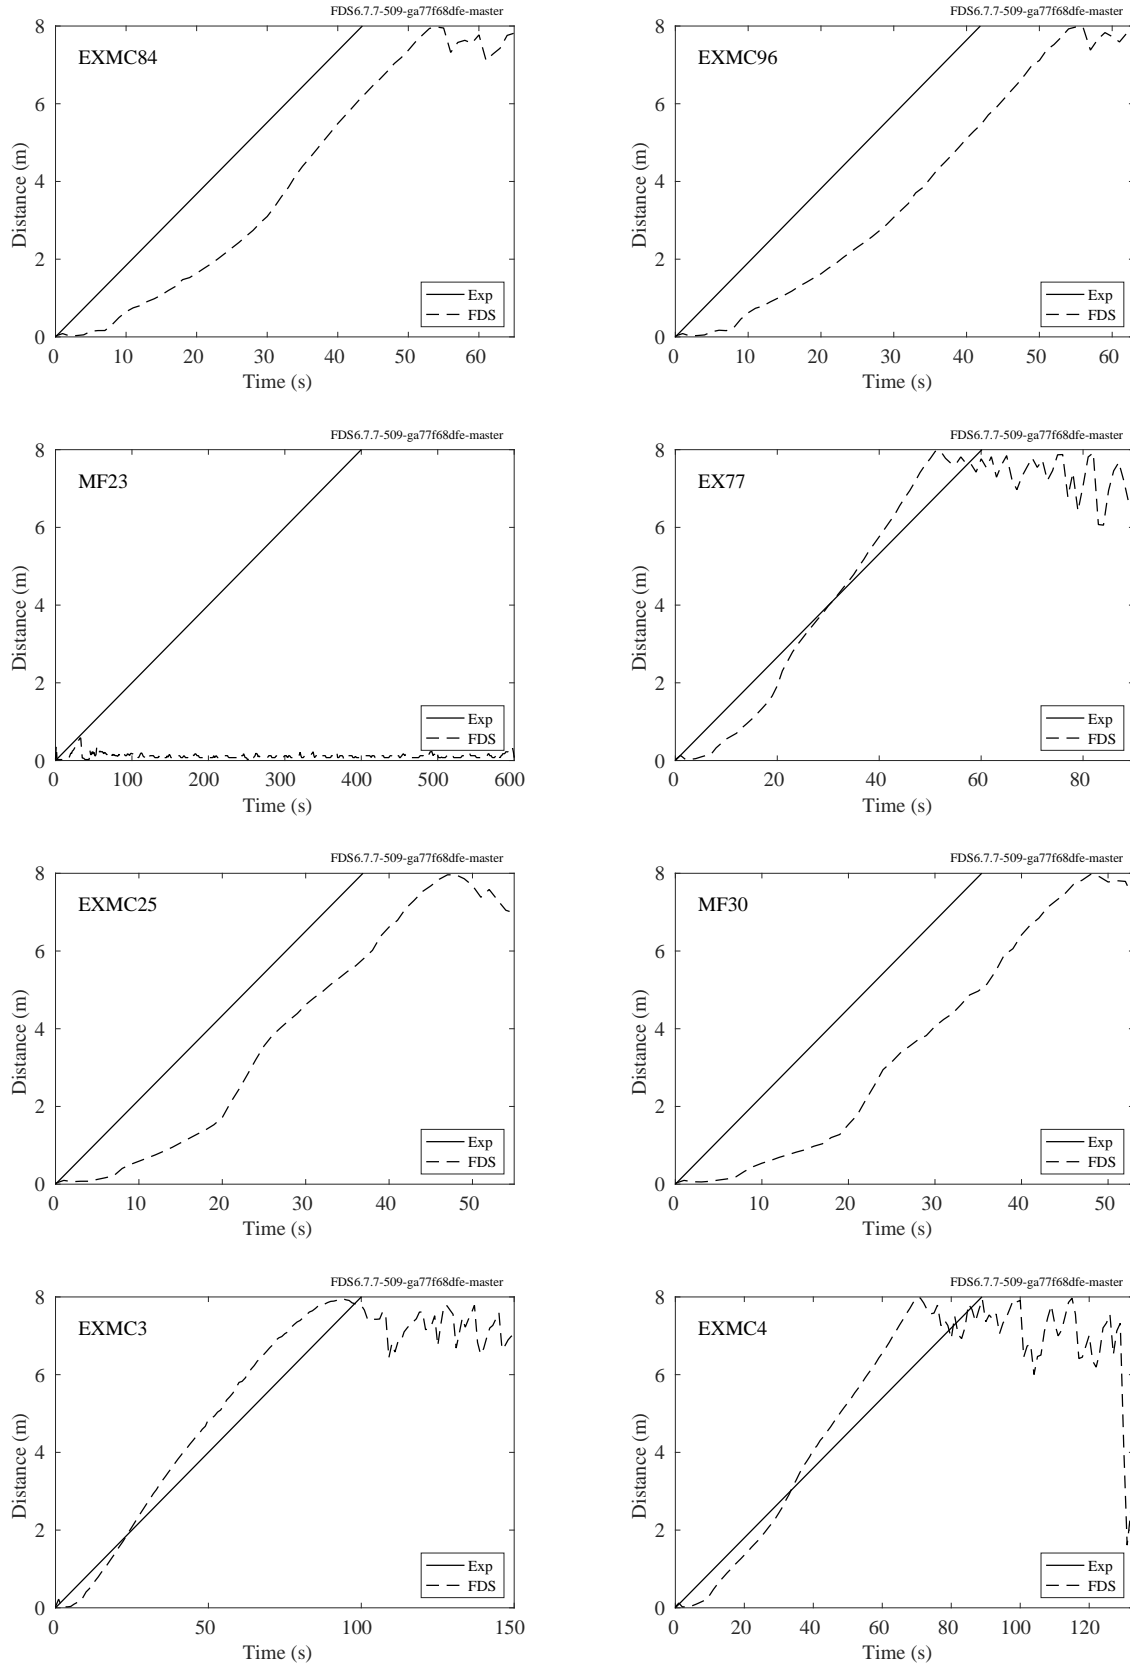 FDS6.7.7-509-ga77f68dfe-master
EXMC84
8
6
4
2
0
Distance (m)
0 10 20 30 40 50 60
Time (s)
Exp
FDS
FDS6.7.7-509-ga77f68dfe-master
EXMC96
8
6
4
2
0
Distance (m)
0 10 20 30 40 50 60
Time (s)
Exp
FDS
FDS6.7.7-509-ga77f68dfe-master
MF23
8
6
4
2
0
Distance (m)
0 100 200 300 400 500 600
Time (s)
Exp
FDS
FDS6.7.7-509-ga77f68dfe-master
EX77
8
6
4
2
0
Distance (m)
0 20 40 60 80
Time (s)
Exp
FDS
FDS6.7.7-509-ga77f68dfe-master
EXMC25
8
6
4
2
0
Distance (m)
0 10 20 30 40 50
Time (s)
Exp
FDS
FDS6.7.7-509-ga77f68dfe-master
MF30
8
6
4
2
0
Distance (m)
0 10 20 30 40 50
Time (s)
Exp
FDS
FDS6.7.7-509-ga77f68dfe-master
EXMC3
8
6
4
2
0
Distance (m)
0 50 100 150
Time (s)
Exp
FDS
FDS6.7.7-509-ga77f68dfe-master
EXMC4
8
6
4
2
0
Distance (m)
0 20 40 60 80 100 120
Time (s)
Exp
FDS